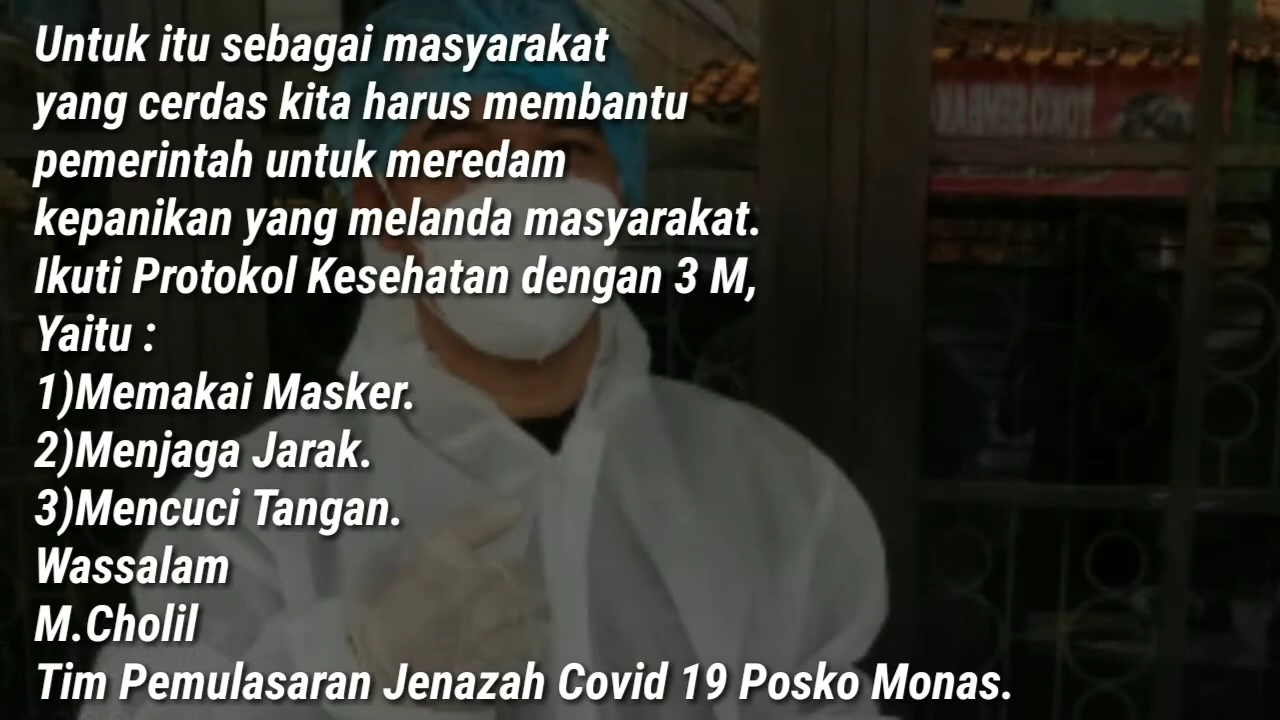 Untuk itu sebagai masyarakat
yang cerdas kita harus membantu
pemerintah untuk meredam
kepanikan yang melanda masyarakat.
Ikuti Protokol Kesehatan dengan 3 M,
Yaitu :
1)Memakai Masker.
2)Menjaga Jarak.
3)Mencuci Tangan.
Wassalam
M.Cholil
Tim Pemulasaran Jenazah Covid 19 Posko Monas.
TOKO SEMBAK